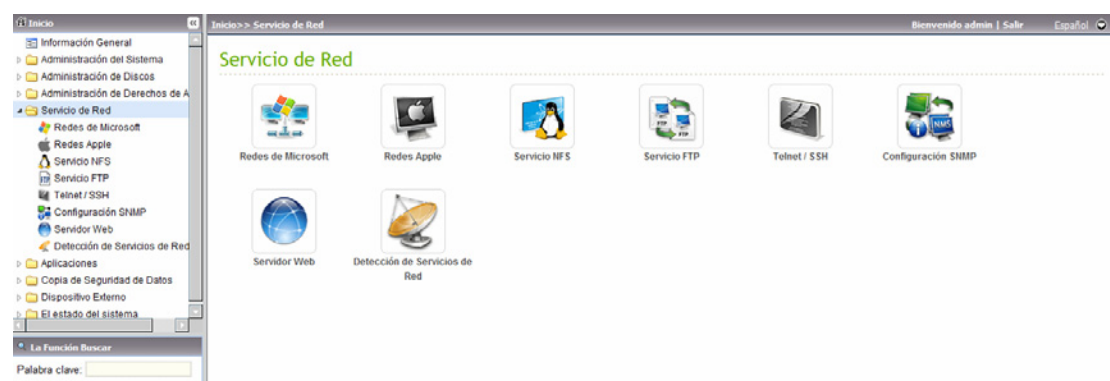 Inicio
Información General
Administración del Sistema
Administración de Discos
Administración de Derechos de A
Servicio de Red
Redes de Microsoft
Redes Apple
Servicio NFS
Servicio FTP
Telnet / SSH
Configuración SNMP
Servidor Web
Detección de Servicios de Red
Aplicaciones
Copia de Seguridad de Datos
Dispositivo Externo
El estado del sistema
La Función Buscar
Palabra clave:
Inicio>> Servicio de Red
Bienvenido admin | Salir
Español
Servicio de Red
Redes de Microsoft
Redes Apple
Servicio NFS
FTP
FTP
Servicio FTP
Telnet / SSH
NMS
Configuración SNMP
Servidor Web
Detección de Servicios de
Red